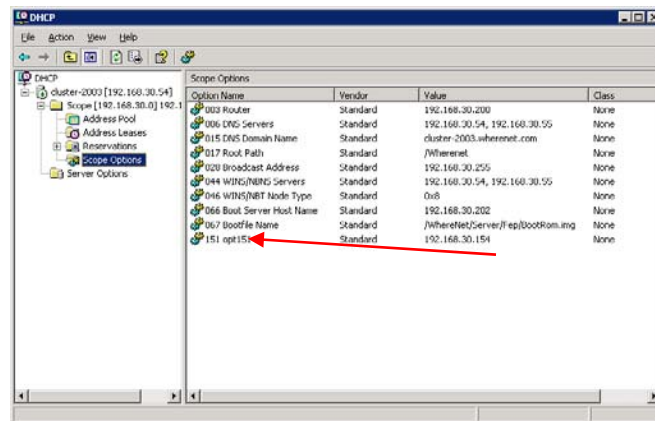 DHCP
File Action View Help
DHCP
cluster-2003 [192.168.30.54]
Scope [192.168.30.0] 192.1
Address Pool
Address Leases
Reservations
Scope Options
Server Options
Scope Options
Option Name Vendor Value Class
003 Router Standard 192.168.30.200 None
006 DNS Servers Standard 192.168.30.54, 192.168.30.55 None
015 DNS Domain Name Standard cluster-2003.wherenet.com None
017 Root Path Standard /Wherenet None
028 Broadcast Address Standard 192.168.30.255 None
044 WINS/NBNS Servers Standard 192.168.30.54, 192.168.30.55 None
046 WINS/NBT Node Type Standard 0x8 None
066 Boot Server Host Name Standard 192.168.30.202 None
067 Bootfile Name Standard /WhereNet/Server/Fep/BootRom.img None
151 opt151 Standard 192.168.30.154 None